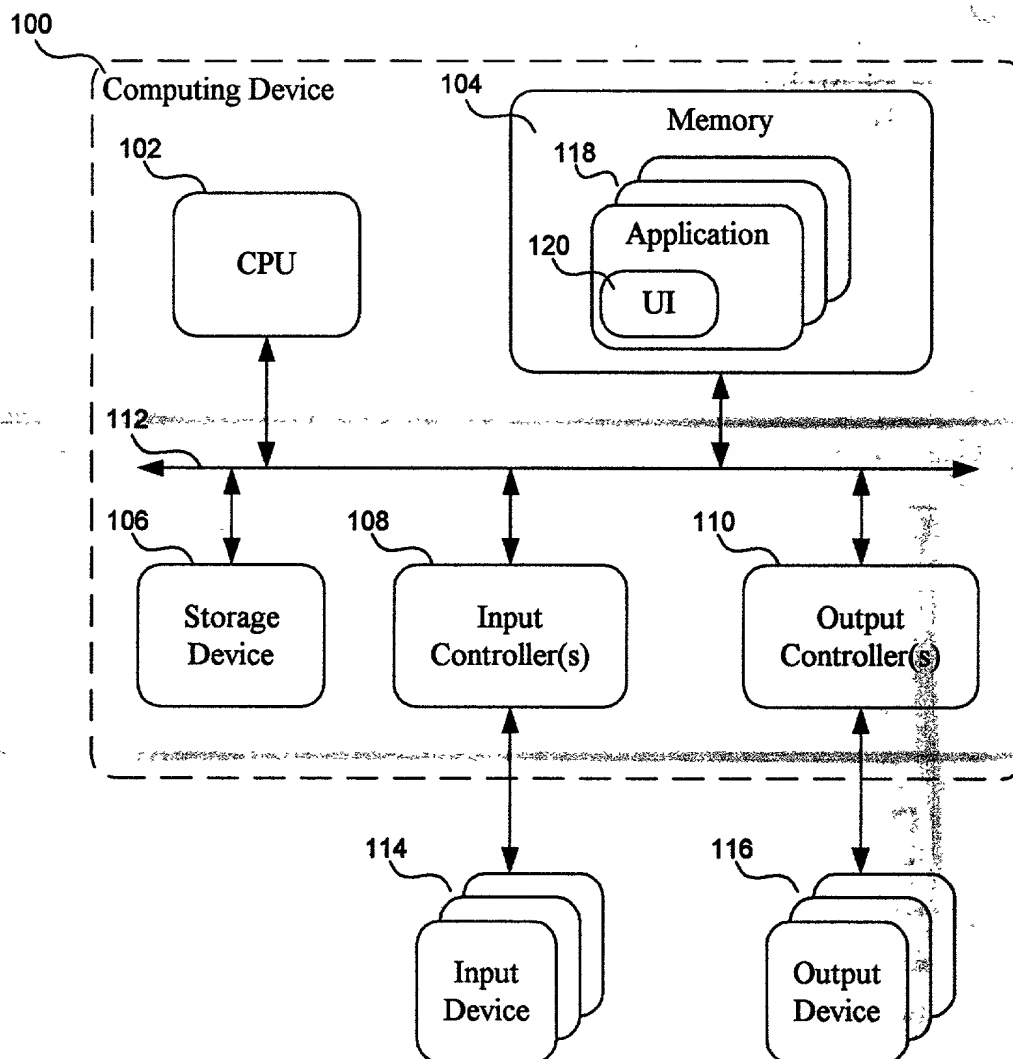 100
Computing Device
104
Memory
102
118
CPU
Application
120
UI
112
106
108
110
Storage
Device
Input
Controller(s)
Output
Controller(s)
114
116
Input
Device
Output
Device